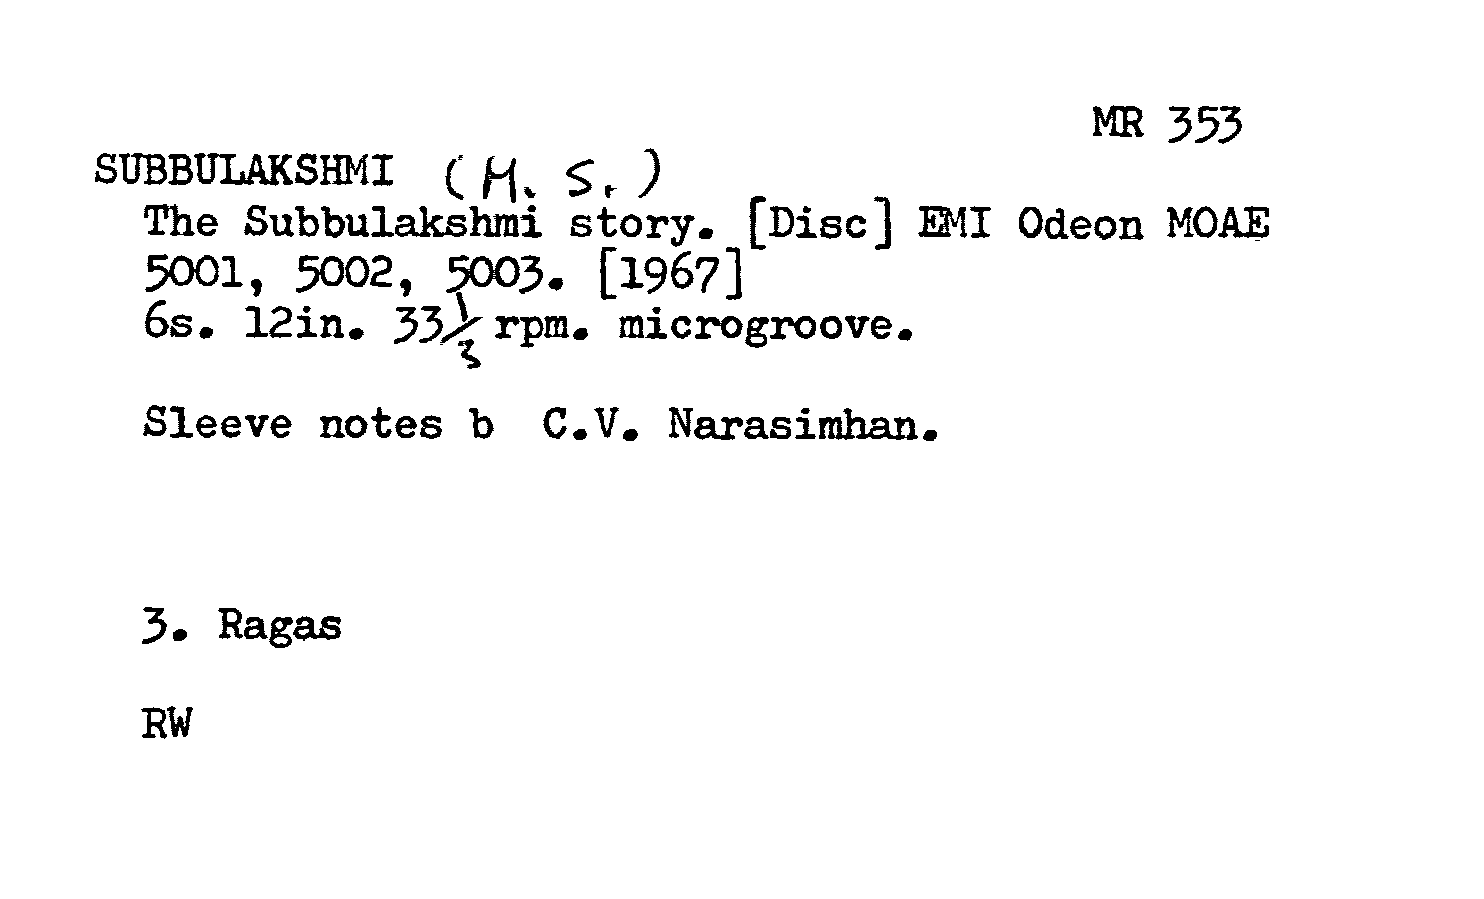 MR 353
SUBBULAKSHMI (M. S.)
The Subbulakshmi story. [Disc] EMI Odeon MOAE
5001, 5002, 5003. [1967]
6s. 12in. 33 1/3 rpm. microgroove.
Sleeve notes b C.V. Narasimhan.
3. Ragas
RW